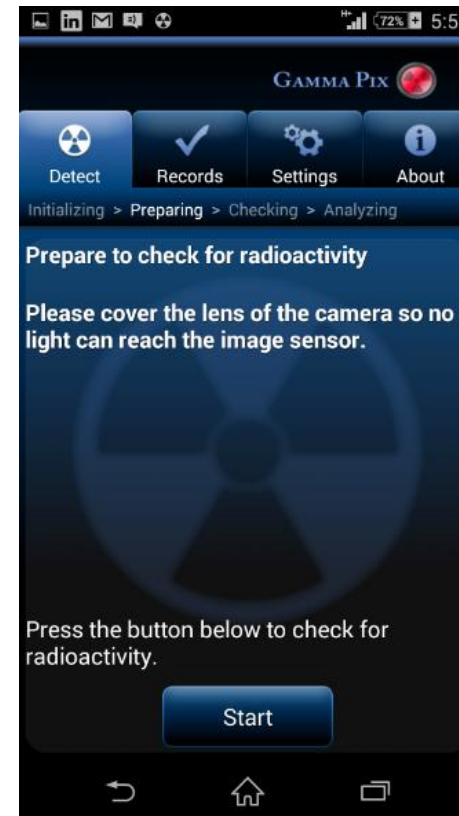 H+ 72% 5:5
GAMMA PIX
Detect Records Settings About
Initializing > Preparing > Checking > Analyzing
Prepare to check for radioactivity
Please cover the lens of the camera so no
light can reach the image sensor.
Press the button below to check for
radioactivity.
Start